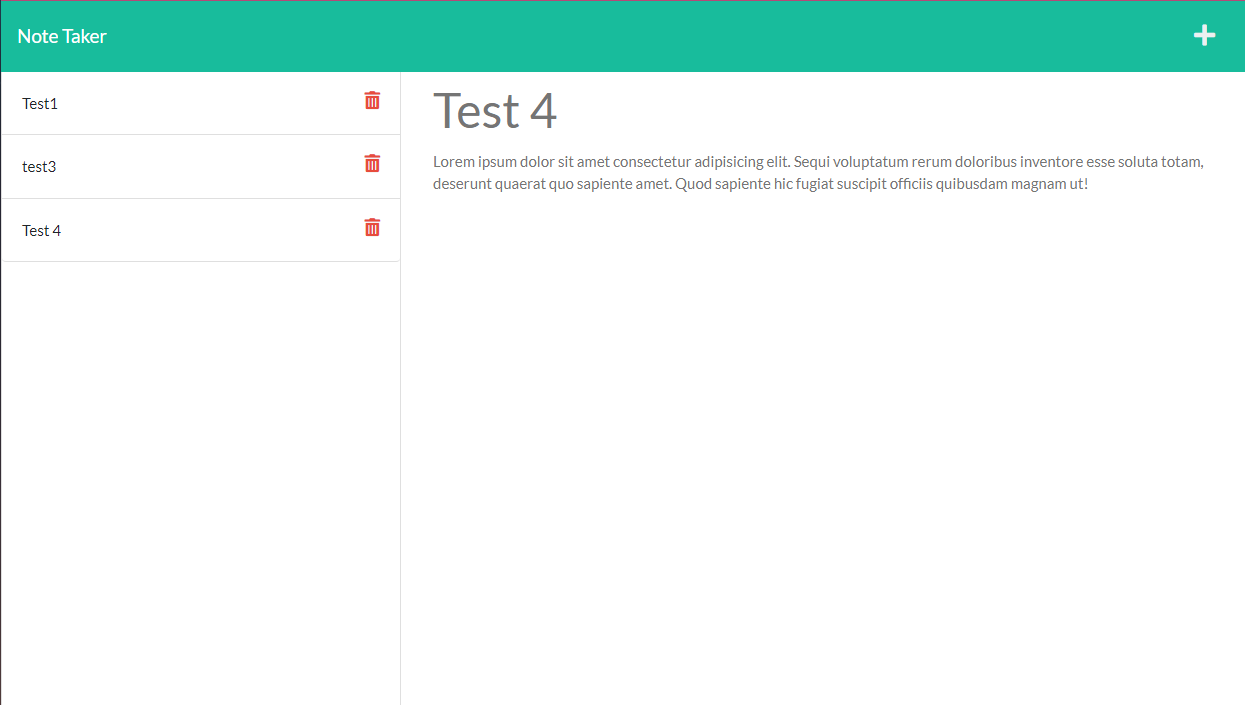 Note Taker
Test1
test3
Test 4
Test 4
Lorem ipsum dolor sit amet consectetur adipisicing elit. Sequi voluptatum rerum doloribus inventore esse soluta totam,
deserunt quaerat quo sapiente amet. Quod sapiente hic fugiat suscipit officiis quibusdam magnam ut!